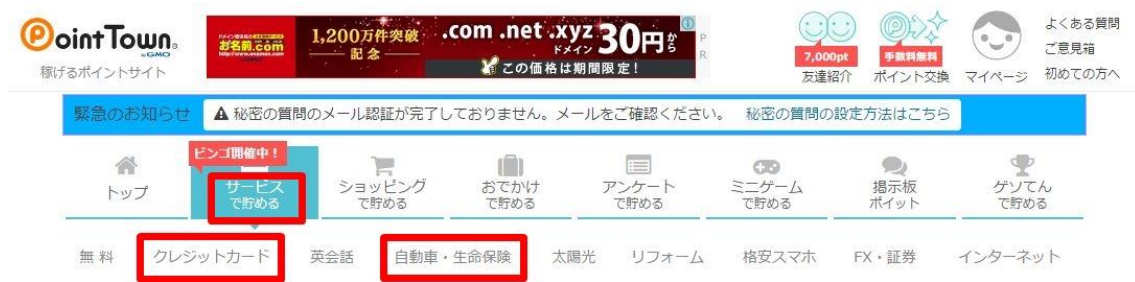 PointTown
by GMO
稼げるポイントサイト
お名前.com
1,200万件突破
記念
.com .net .xyz
ドメイン 30円から
この価格は期間限定!
PR
7,000pt
友達紹介
手数料無料
ポイント交換
マイページ
よくある質問
ご意見箱
初めての方へ
緊急のお知らせ
秘密の質問のメール認証が完了しておりません。メールをご確認ください。 秘密の質問の設定方法はこちら
ビンゴ開催中!
トップ
サービス
で貯める
ショッピング
で貯める
おでかけ
で貯める
アンケート
で貯める
ミニゲーム
で貯める
掲示板
ポイント
ゲソてん
で貯める
無料 クレジットカード 英会話 自動車・生命保険 太陽光 リフォーム 格安スマホ FX・証券 インターネット